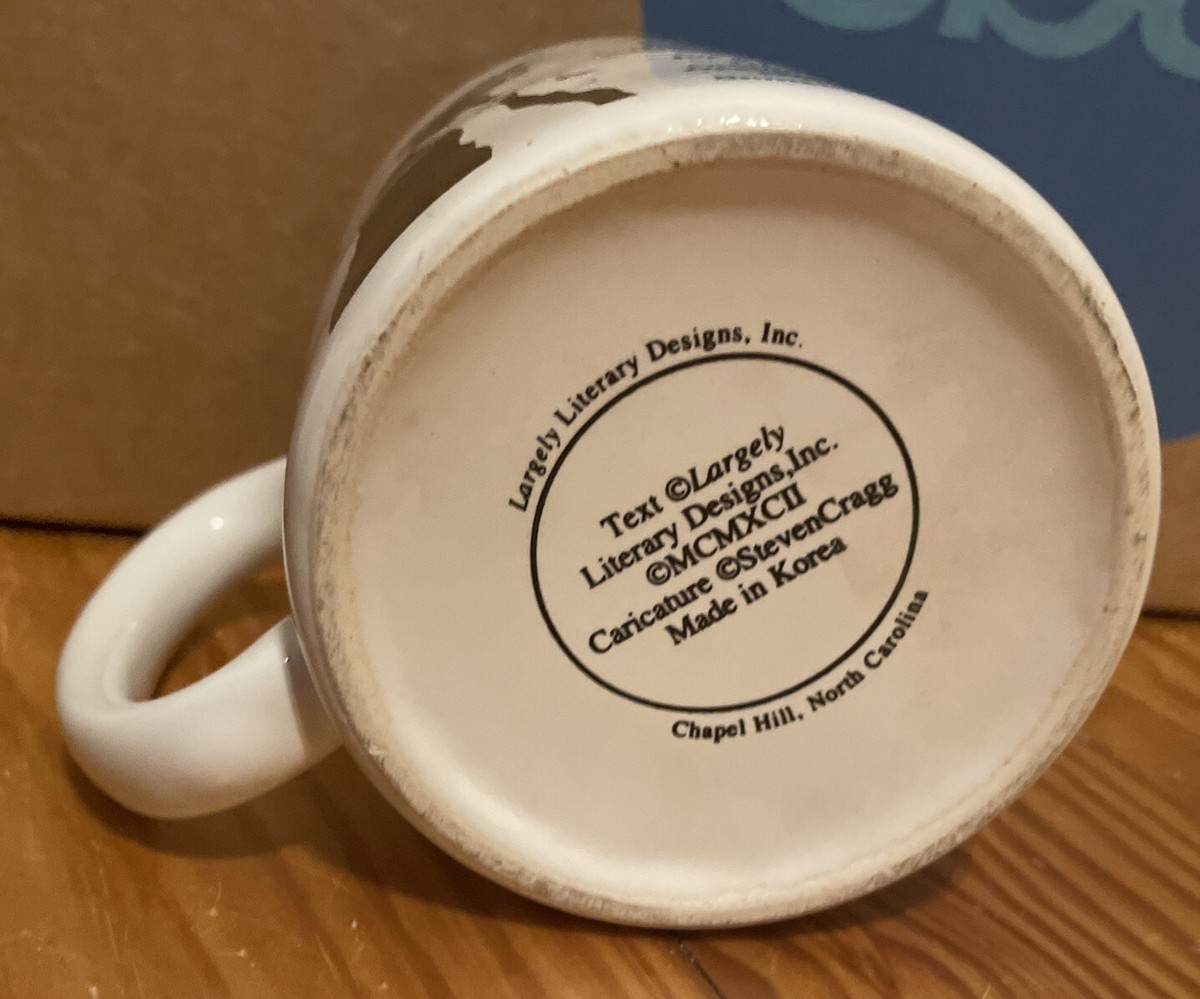 Largely Literary Designs, Inc.
Text ©Largely
Literary Designs,Inc.
©MCMXCII
Caricature ©StevenCragg
Made in Korea
Chapel Hill, North Carolina